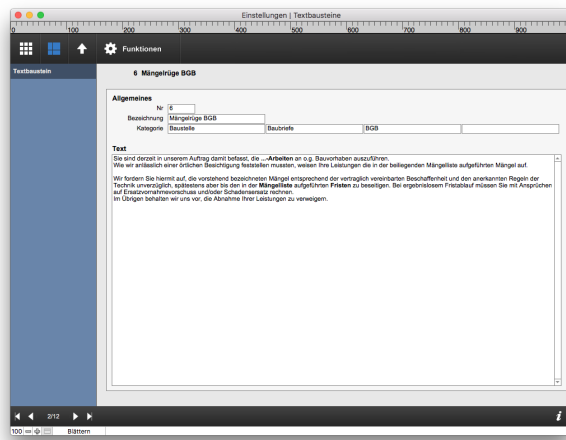 Einstellungen | Textbausteine
0 100 200 300 400 500 600 700 800 900
Funktionen
Textbaustein
6 Mängelrüge BGB
Allgemeines
Nr 6
Bezeichnung Mängelrüge BGB
Kategorie Baustelle Baubriefe BGB
Text
Sie sind derzeit in unserem Auftrag damit befasst, die ...-Arbeiten an o.g. Bauvorhaben auszuführen.
Wie wir anlässlich einer örtlichen Besichtigung feststellen mussten, weisen Ihre Leistungen die in der beiliegenden Mängelliste aufgeführten Mängel auf.
Wir fordern Sie hiermit auf, die vorstehend bezeichneten Mängel entsprechend der vertraglich vereinbarten Beschaffenheit und den anerkannten Regeln der
Technik unverzüglich, spätestens aber bis den in der Mängelliste aufgeführten Fristen zu beseitigen. Bei ergebnislosem Fristablauf müssen Sie mit Ansprüchen
auf Ersatzvornahmevorschuss und/oder Schadensersatz rechnen.
Im Übrigen behalten wir uns vor, die Abnahme Ihrer Leistungen zu verweigern.
2/12
i
100 Blättern